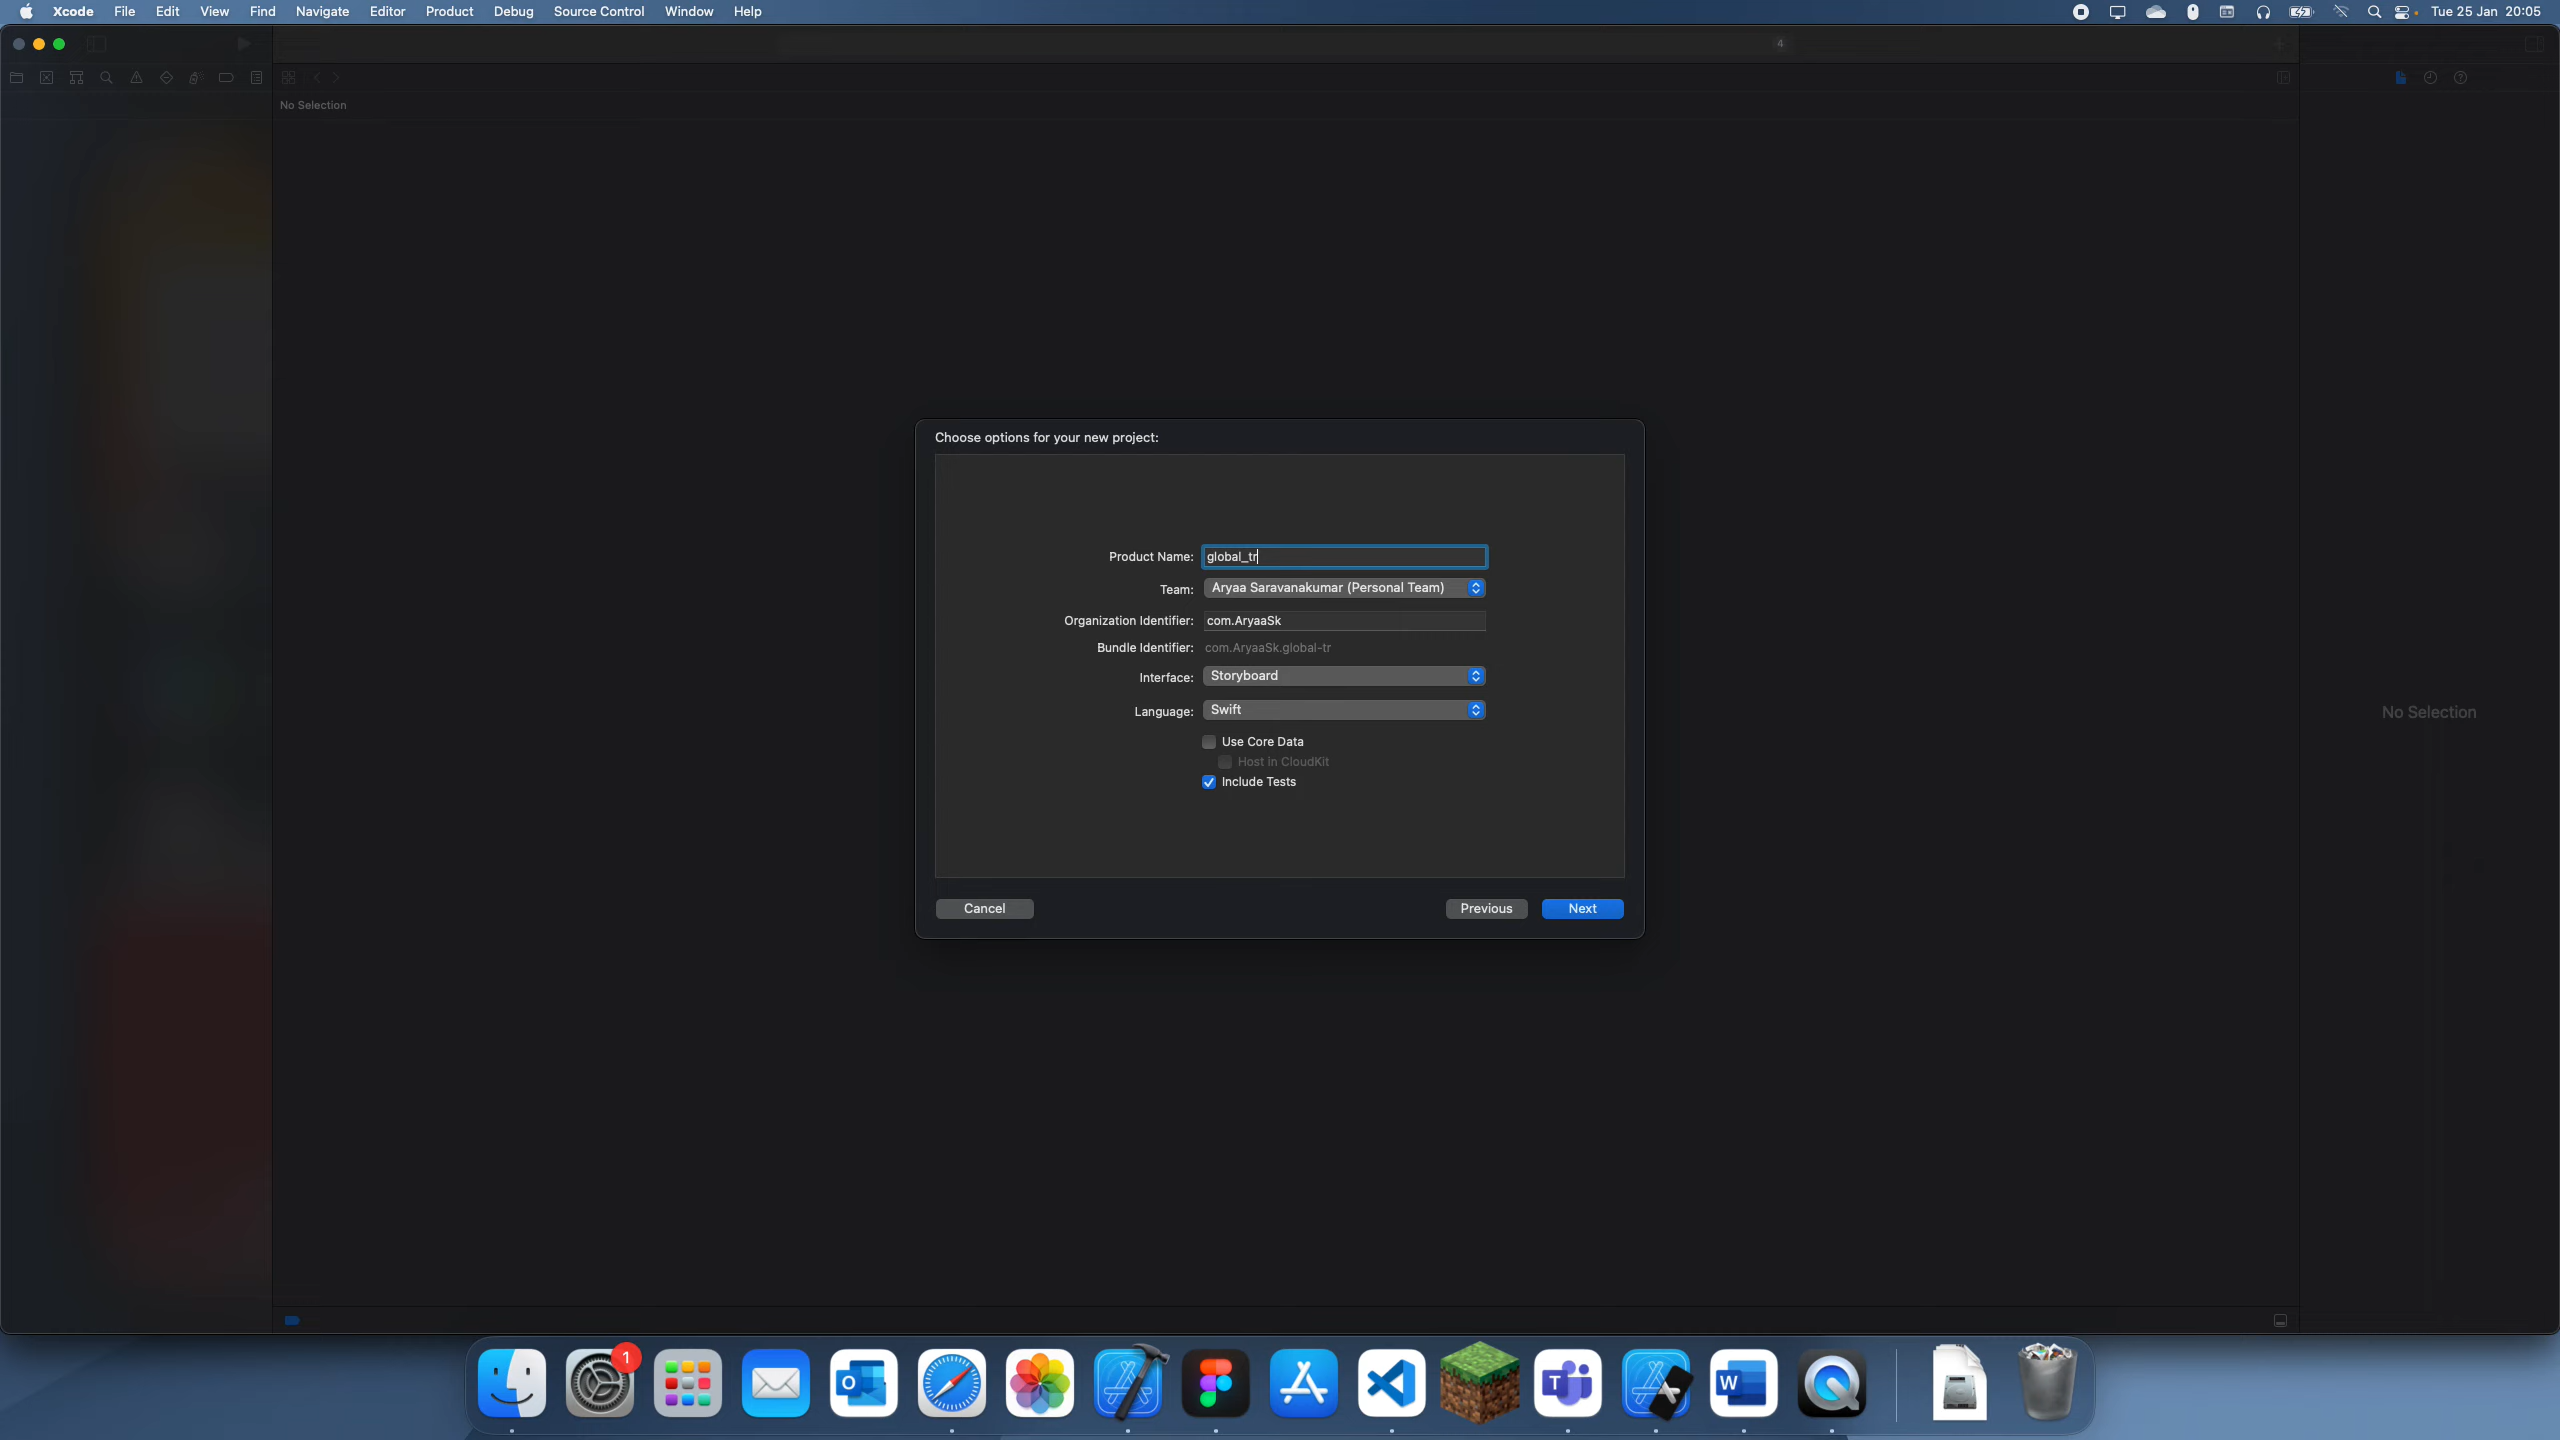 Xcode File Edit View Find Navigate Editor Product Debug Source Control Window Help Tue 25 Jan 20:05
4
No Selection
Choose options for your new project:
Product Name: global_tr
Team: Aryaa Saravanakumar (Personal Team)
Organization Identifier: com.AryaaSk
Bundle Identifier: com.AryaaSk.global-tr
Interface: Storyboard
Language: Swift
No Selection
Use Core Data
Host in CloudKit
Include Tests
Cancel Previous Next
1